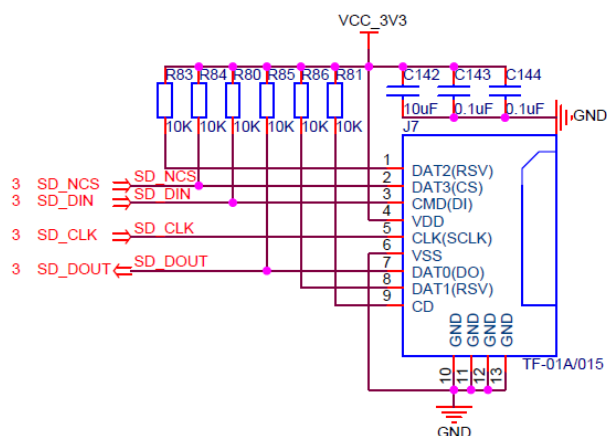 VCC_3V3
R83 R84 R80 R85 R86 R81
C142 C143 C144
10K 10K 10K 10K 10K 10K
10uF 0.1uF 0.1uF
GND
J7
1 DAT2(RSV)
3 SD_NCS SD_NCS 2 DAT3(CS)
3 SD_DIN SD_DIN 3 CMD(DI)
4 VDD
3 SD_CLK SD_CLK 5 CLK(SCLK)
6 VSS
3 SD_DOUT SD_DOUT 7 DAT0(DO)
8 DAT1(RSV)
9 CD
GND GND GND GND
10 11 12 13
TF-01A/015
GND